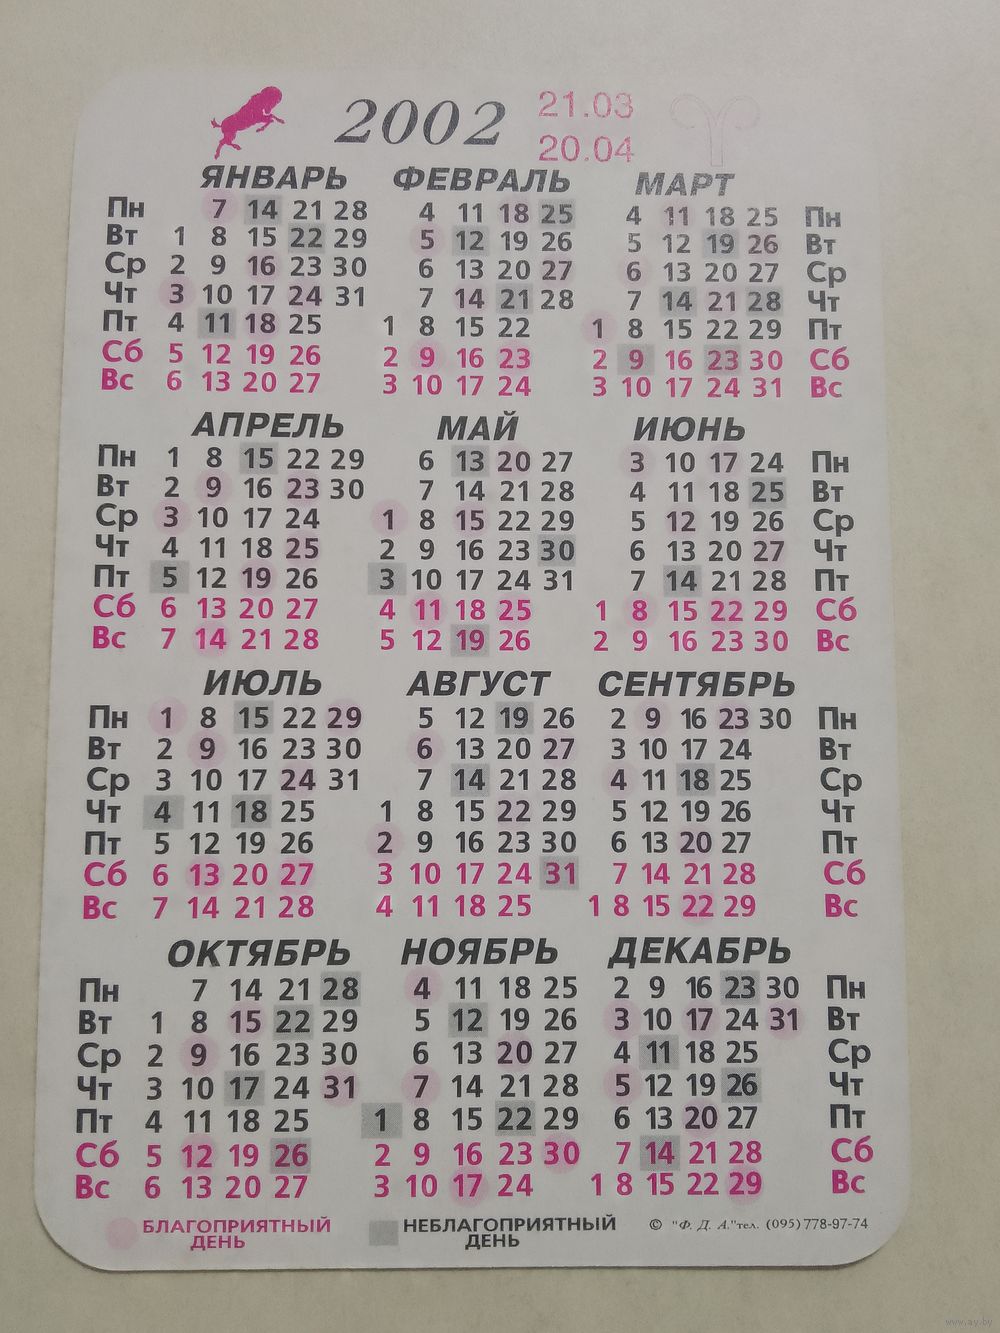 2002 21.03
20.04
ЯНВАРЬ ФЕВРАЛЬ МАРТ
Пн 7 14 21 28 4 11 18 25 4 11 18 25 Пн
Вт 1 8 15 22 29 5 12 19 26 5 12 19 26 Вт
Ср 2 9 16 23 30 6 13 20 27 6 13 20 27 Ср
Чт 3 10 17 24 31 7 14 21 28 7 14 21 28 Чт
Пт 4 11 18 25 1 8 15 22 1 8 15 22 29 Пт
Сб 5 12 19 26 2 9 16 23 2 9 16 23 30 Сб
Вс 6 13 20 27 3 10 17 24 3 10 17 24 31 Вс
АПРЕЛЬ МАЙ ИЮНЬ
Пн 1 8 15 22 29 6 13 20 27 3 10 17 24 Пн
Вт 2 9 16 23 30 7 14 21 28 4 11 18 25 Вт
Ср 3 10 17 24 1 8 15 22 29 5 12 19 26 Ср
Чт 4 11 18 25 2 9 16 23 30 6 13 20 27 Чт
Пт 5 12 19 26 3 10 17 24 31 7 14 21 28 Пт
Сб 6 13 20 27 4 11 18 25 1 8 15 22 29 Сб
Вс 7 14 21 28 5 12 19 26 2 9 16 23 30 Вс
ИЮЛЬ АВГУСТ СЕНТЯБРЬ
Пн 1 8 15 22 29 5 12 19 26 2 9 16 23 30 Пн
Вт 2 9 16 23 30 6 13 20 27 3 10 17 24 Вт
Ср 3 10 17 24 31 7 14 21 28 4 11 18 25 Ср
Чт 4 11 18 25 1 8 15 22 29 5 12 19 26 Чт
Пт 5 12 19 26 2 9 16 23 30 6 13 20 27 Пт
Сб 6 13 20 27 3 10 17 24 31 7 14 21 28 Сб
Вс 7 14 21 28 4 11 18 25 1 8 15 22 29 Вс
ОКТЯБРЬ НОЯБРЬ ДЕКАБРЬ
Пн 7 14 21 28 4 11 18 25 2 9 16 23 30 Пн
Вт 1 8 15 22 29 5 12 19 26 3 10 17 24 31 Вт
Ср 2 9 16 23 30 6 13 20 27 4 11 18 25 Ср
Чт 3 10 17 24 31 7 14 21 28 5 12 19 26 Чт
Пт 4 11 18 25 1 8 15 22 29 6 13 20 27 Пт
Сб 5 12 19 26 2 9 16 23 30 7 14 21 28 Сб
Вс 6 13 20 27 3 10 17 24 1 8 15 22 29 Вс
БЛАГОПРИЯТНЫЙ ДЕНЬ НЕБЛАГОПРИЯТНЫЙ ДЕНЬ © "Ф. Д. А." тел. (095) 778-97-74
www.ay.by